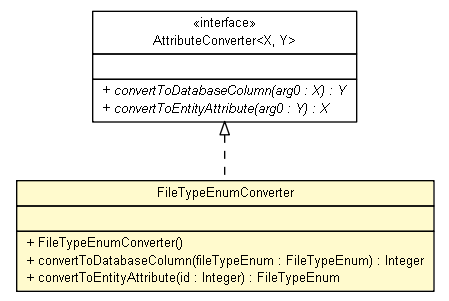 «interface»
AttributeConverter<X, Y>
+ convertToDatabaseColumn(arg0 : X) : Y
+ convertToEntityAttribute(arg0 : Y) : X
FileTypeEnumConverter
+ FileTypeEnumConverter()
+ convertToDatabaseColumn(fileTypeEnum : FileTypeEnum) : Integer
+ convertToEntityAttribute(id : Integer) : FileTypeEnum